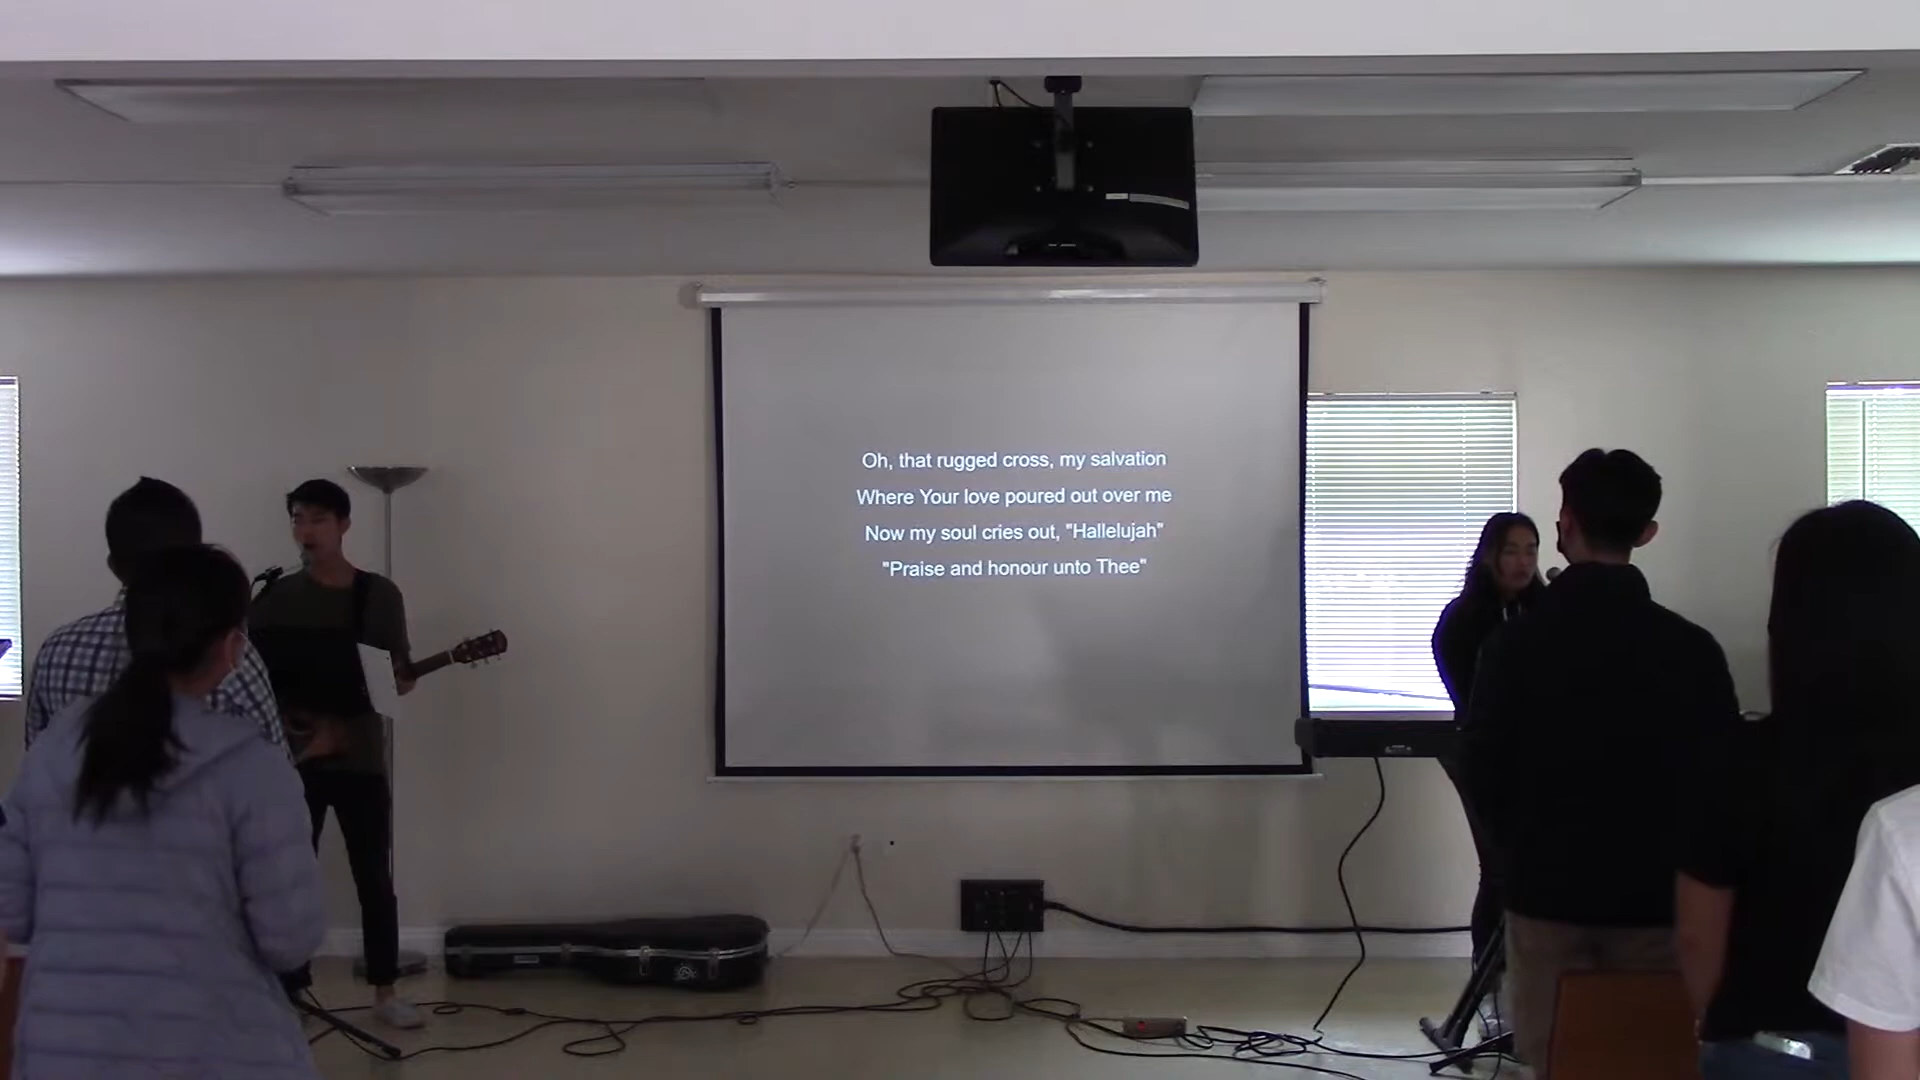 Oh, that rugged cross, my salvation
Where Your love poured out over me
Now my soul cries out, "Hallelujah"
"Praise and honour unto Thee"